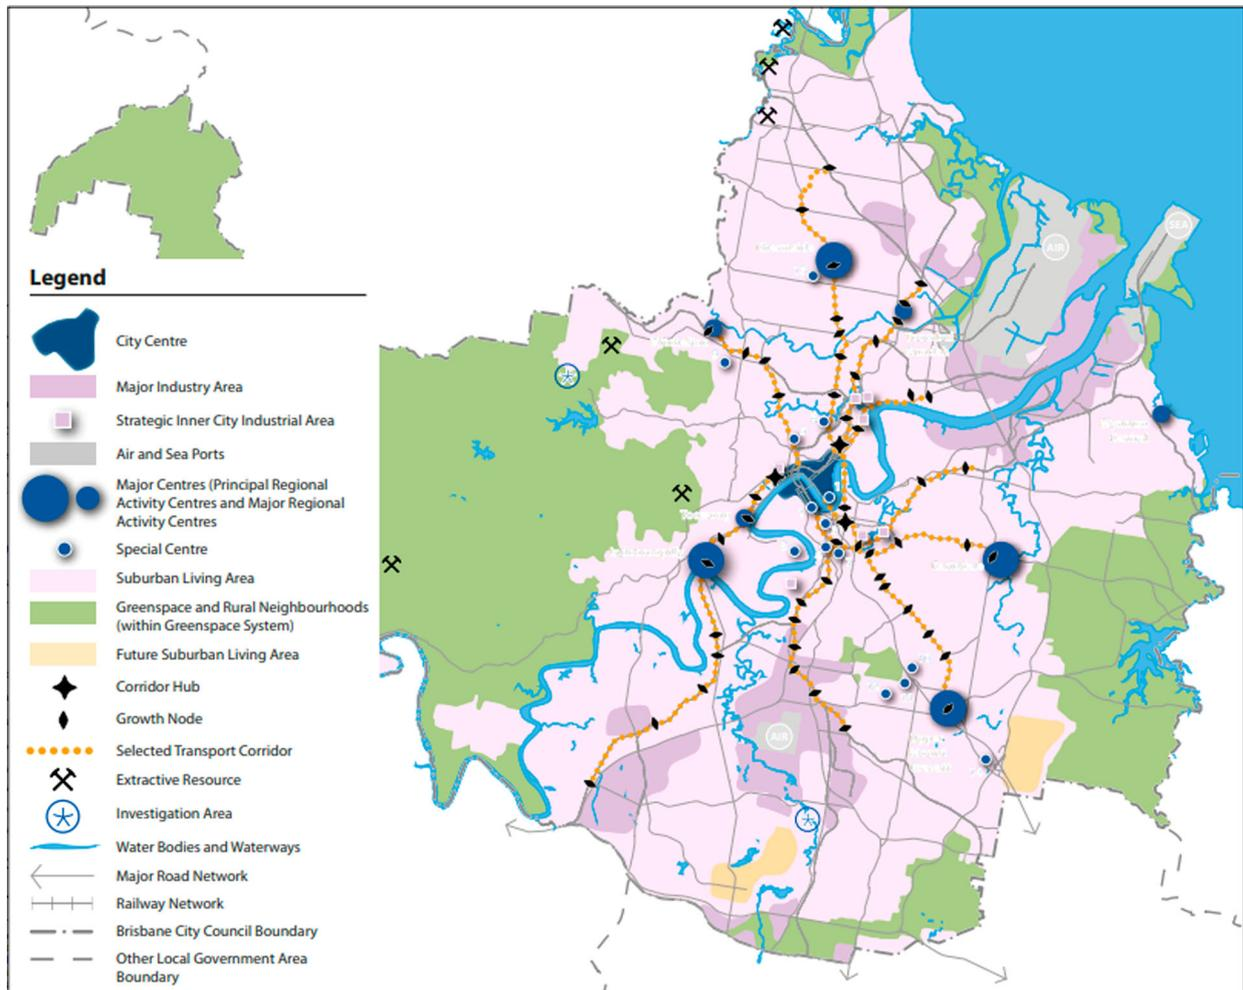 SEA
AIR
Legend
City Centre
Major Industry Area
Strategic Inner City Industrial Area
Air and Sea Ports
Major Centres (Principal Regional
Activity Centres and Major Regional
Activity Centres
Special Centre
Suburban Living Area
Greenspace and Rural Neighbourhoods
(within Greenspace System)
Future Suburban Living Area
Corridor Hub
Growth Node
Selected Transport Corridor
Extractive Resource
Investigation Area
Water Bodies and Waterways
Major Road Network
Railway Network
Brisbane City Council Boundary
Other Local Government Area
Boundary
AIR